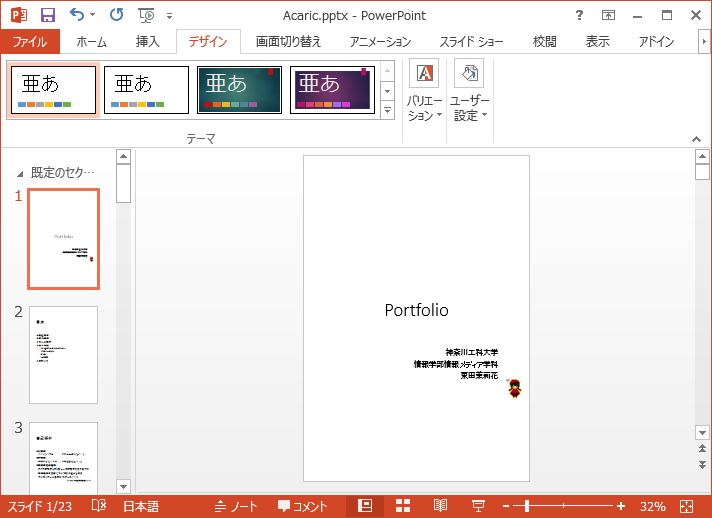 Acaric.pptx - PowerPoint
?
ファイル ホーム 挿入 デザイン 画面切り替え アニメーション スライド ショー 校閲 表示 アドイン
亜あ 亜あ 亜あ 亜あ
バリエーション
ユーザー設定
テーマ
既定のセク…
1
Portfolio
2
3
Portfolio
神奈川工科大学
情報学部情報メディア学科
スライド 1/23 日本語 ノート コメント 32%